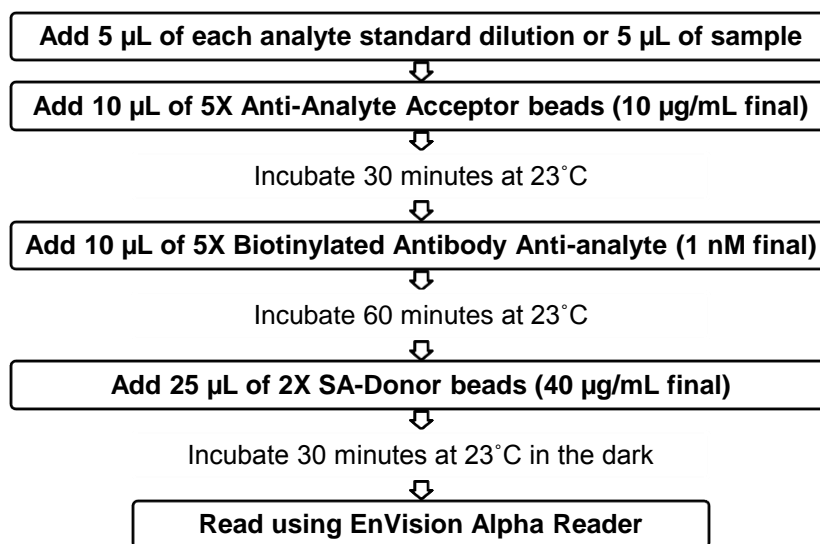 Add 5 µL of each analyte standard dilution or 5 µL of sample
Add 10 µL of 5X Anti-Analyte Acceptor beads (10 µg/mL final)
Incubate 30 minutes at 23˚C
Add 10 µL of 5X Biotinylated Antibody Anti-analyte (1 nM final)
Incubate 60 minutes at 23˚C
Add 25 µL of 2X SA-Donor beads (40 µg/mL final)
Incubate 30 minutes at 23˚C in the dark
Read using EnVision Alpha Reader